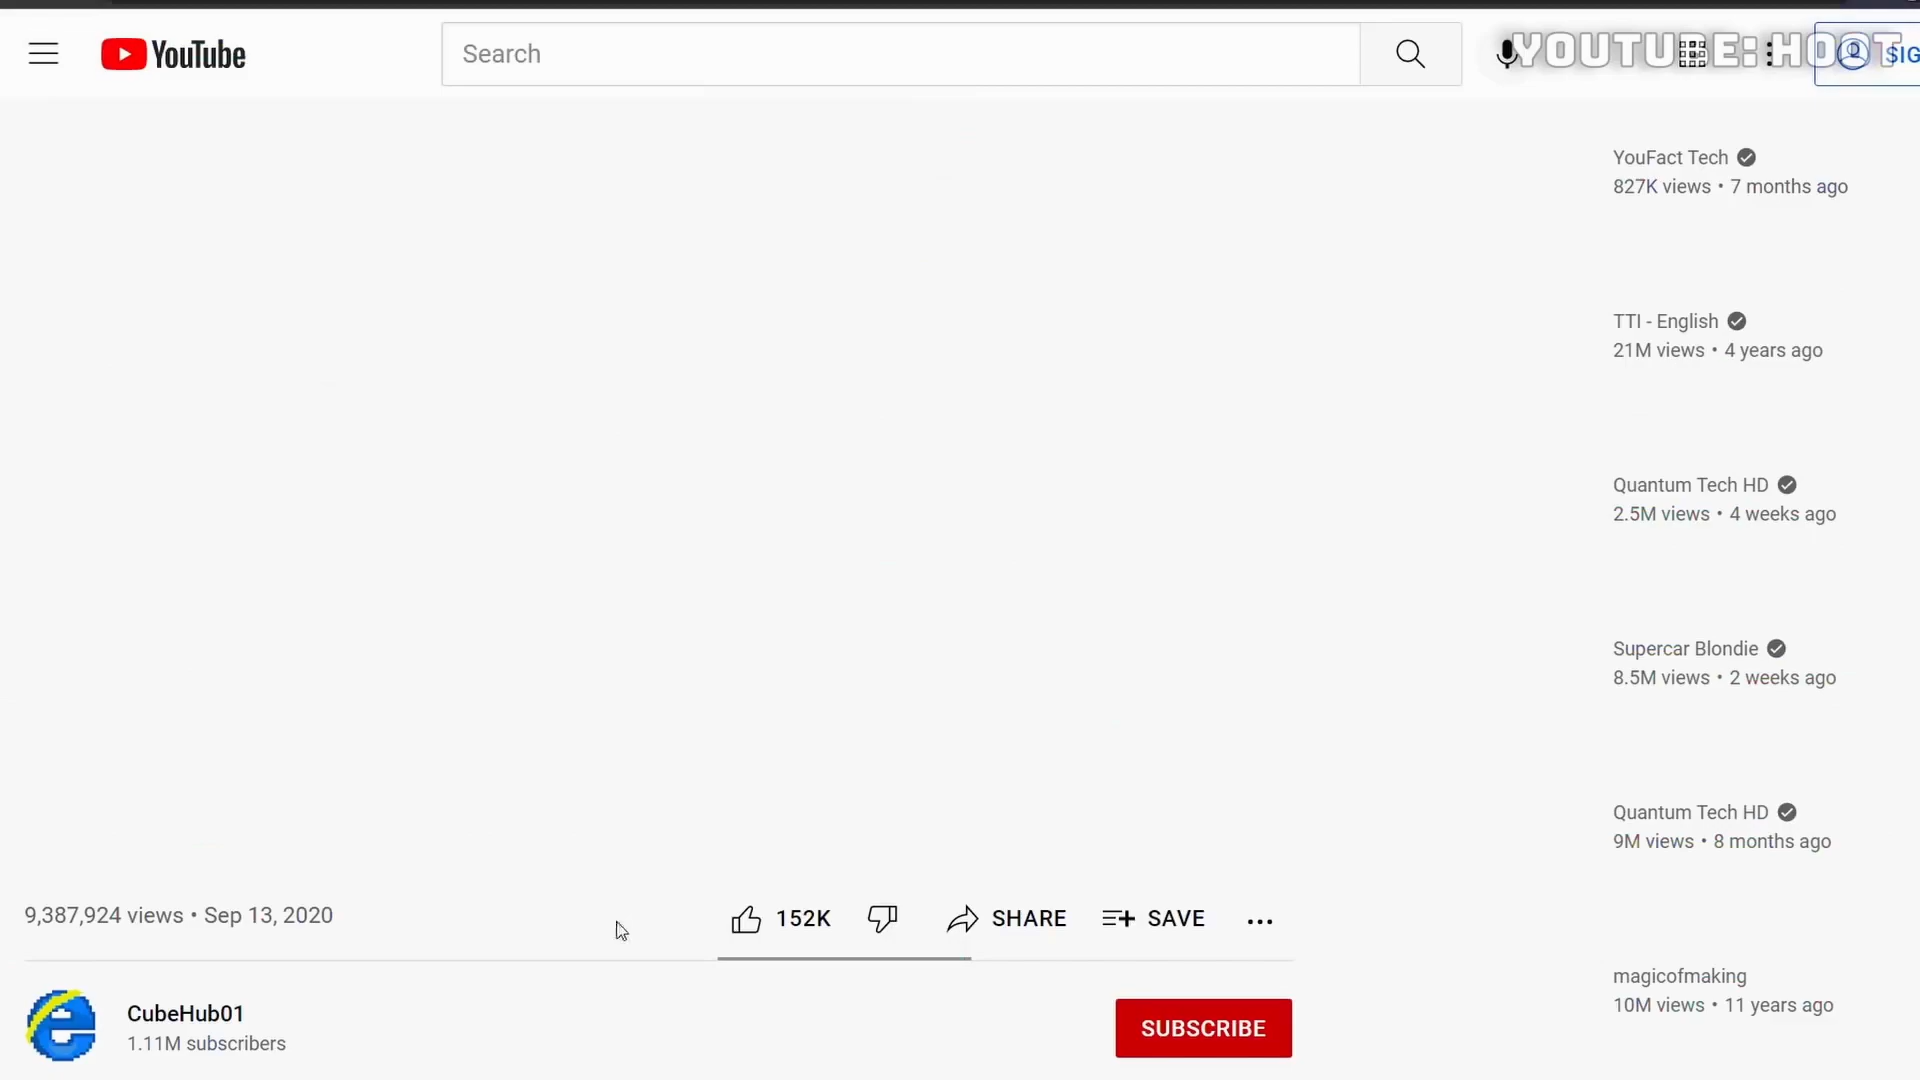 YouTube
Search
YOUTUBE: HOST
SIG
YouFact Tech
827K views • 7 months ago
TTI - English
21M views • 4 years ago
Quantum Tech HD
2.5M views • 4 weeks ago
Supercar Blondie
8.5M views • 2 weeks ago
Quantum Tech HD
9M views • 8 months ago
9,387,924 views • Sep 13, 2020
152K
SHARE
SAVE
magicofmaking
10M views • 11 years ago
CubeHub01
1.11M subscribers
SUBSCRIBE